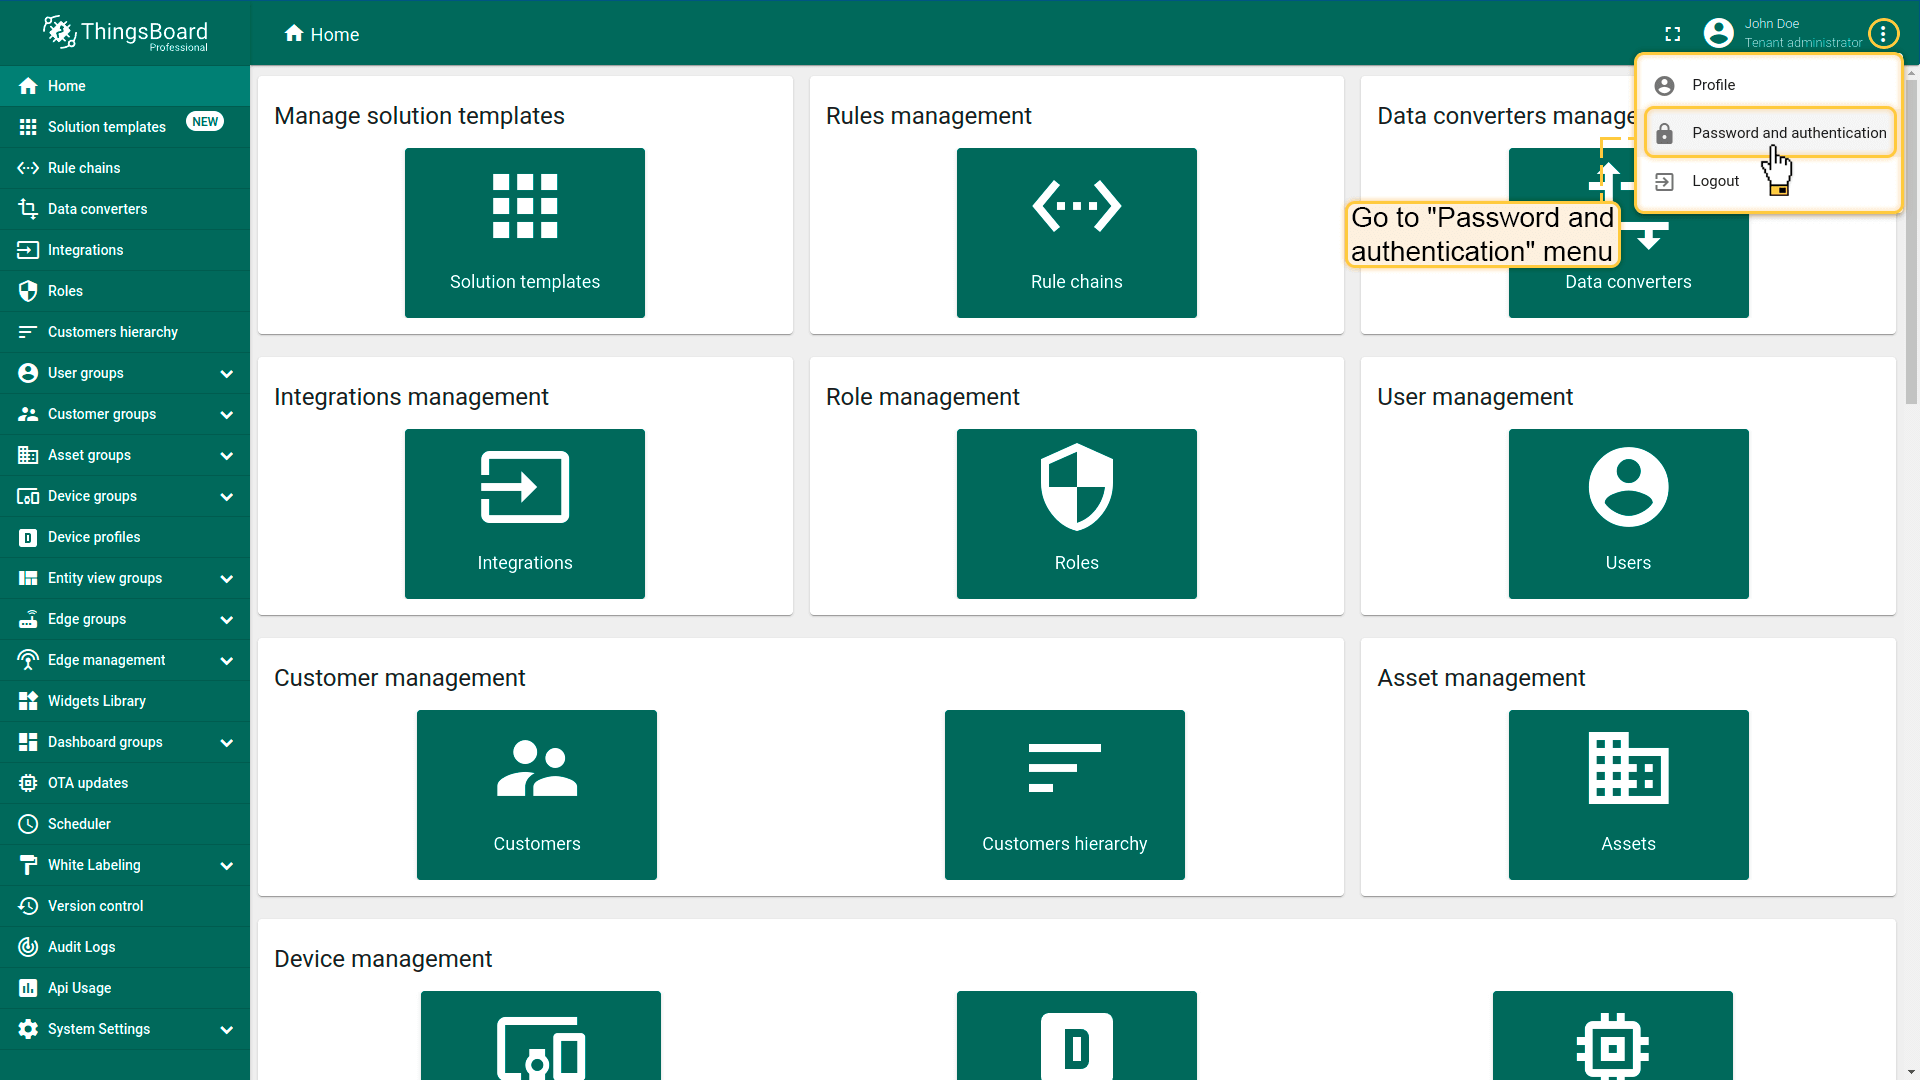 ThingsBoard
Professional
Home
John Doe
Tenant administrator
Profile
Password and authentication
Logout
Go to "Password and
authentication" menu
Home
Solution templates
NEW
Rule chains
Data converters
Integrations
Roles
Customers hierarchy
User groups
Customer groups
Asset groups
Device groups
Device profiles
Entity view groups
Edge groups
Edge management
Widgets Library
Dashboard groups
OTA updates
Scheduler
White Labeling
Version control
Audit Logs
Api Usage
System Settings
Manage solution templates
Solution templates
Rules management
Rule chains
Data converters manage
Data converters
Integrations management
Integrations
Role management
Roles
User management
Users
Customer management
Customers
Customers hierarchy
Asset management
Assets
Device management